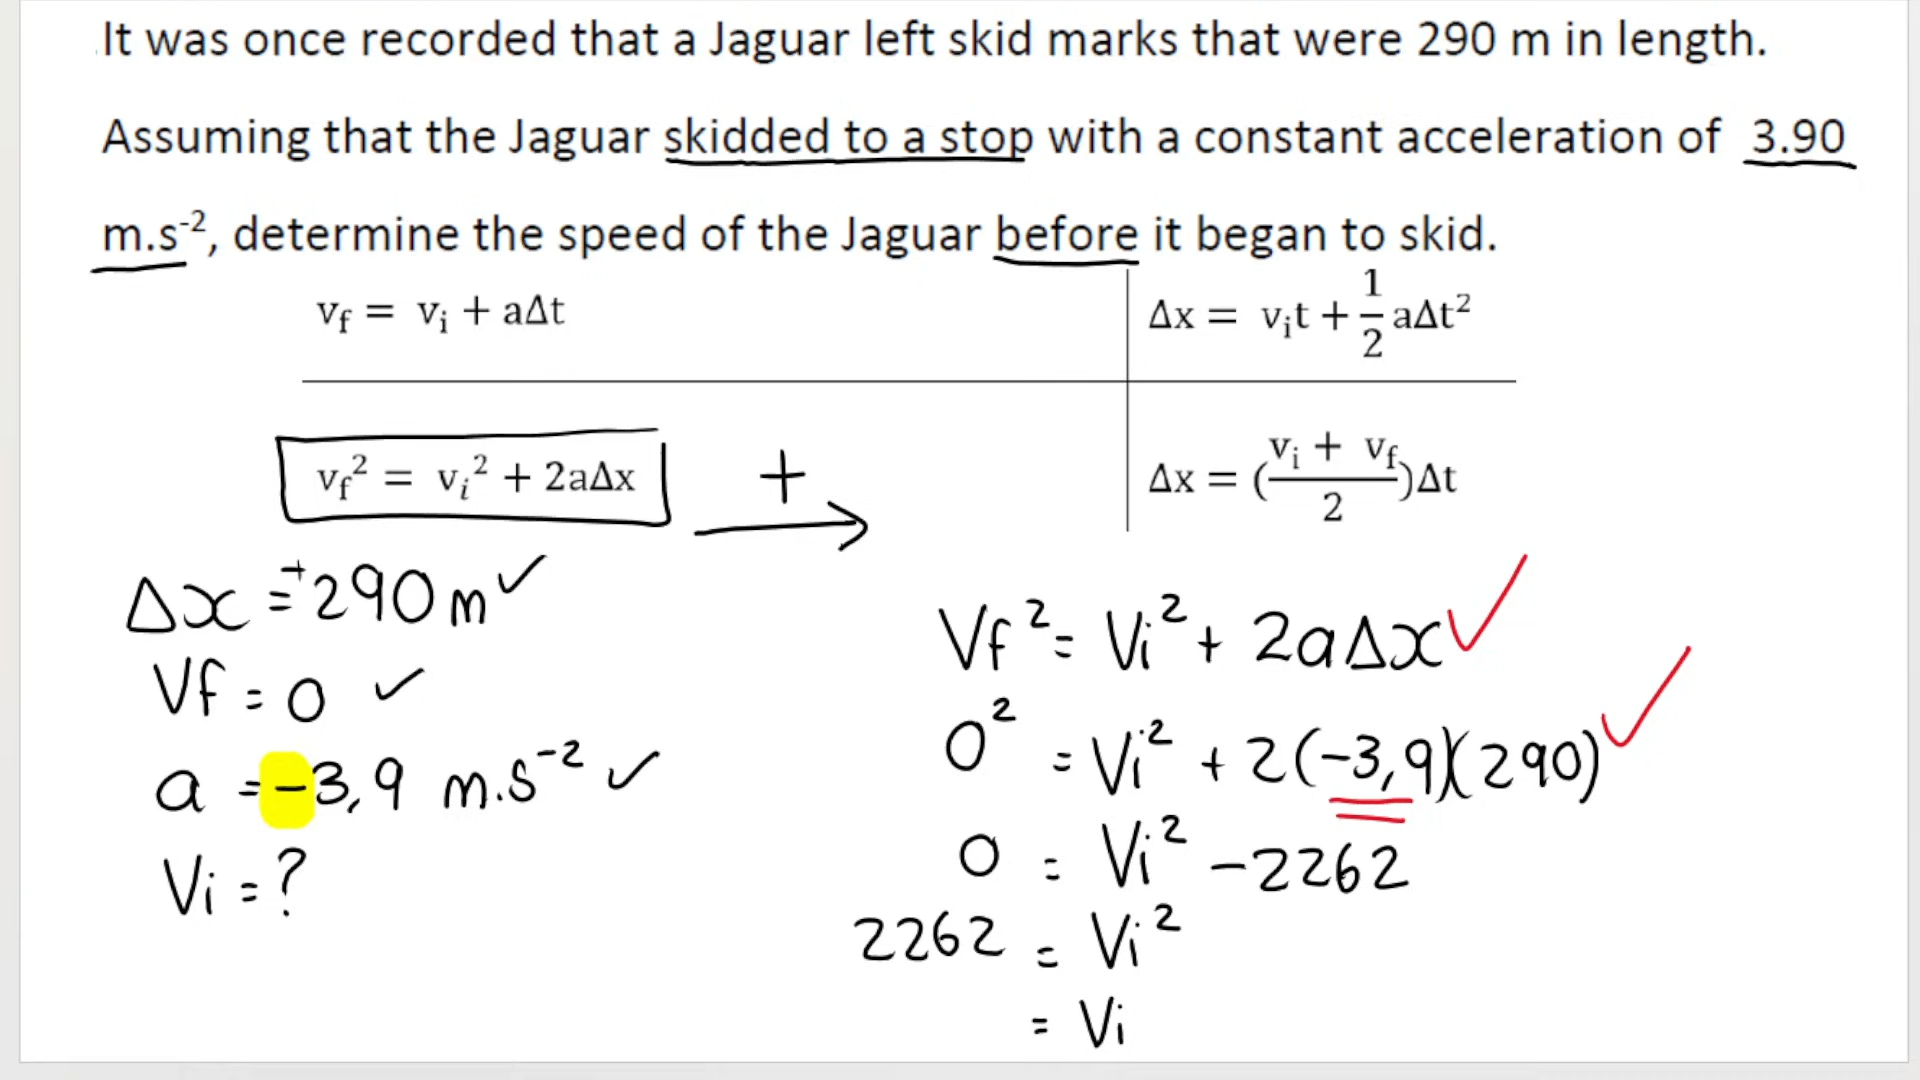 It was once recorded that a Jaguar left skid marks that were 290 m in length.
Assuming that the Jaguar skidded to a stop with a constant acceleration of 3.90
m.s⁻², determine the speed of the Jaguar before it began to skid.
v_f = v_i + aΔt
Δx = v_i t + 1/2 aΔt²
v_f² = v_i² + 2aΔx
+
Δx = (v_i + v_f / 2)Δt
Δx = +290m
Vf = 0
a = -3,9 m.s⁻²
Vi = ?
Vf² = Vi² + 2aΔx
0² = Vi² + 2(-3,9)(290)
0 = Vi² - 2262
2262 = Vi²
= Vi